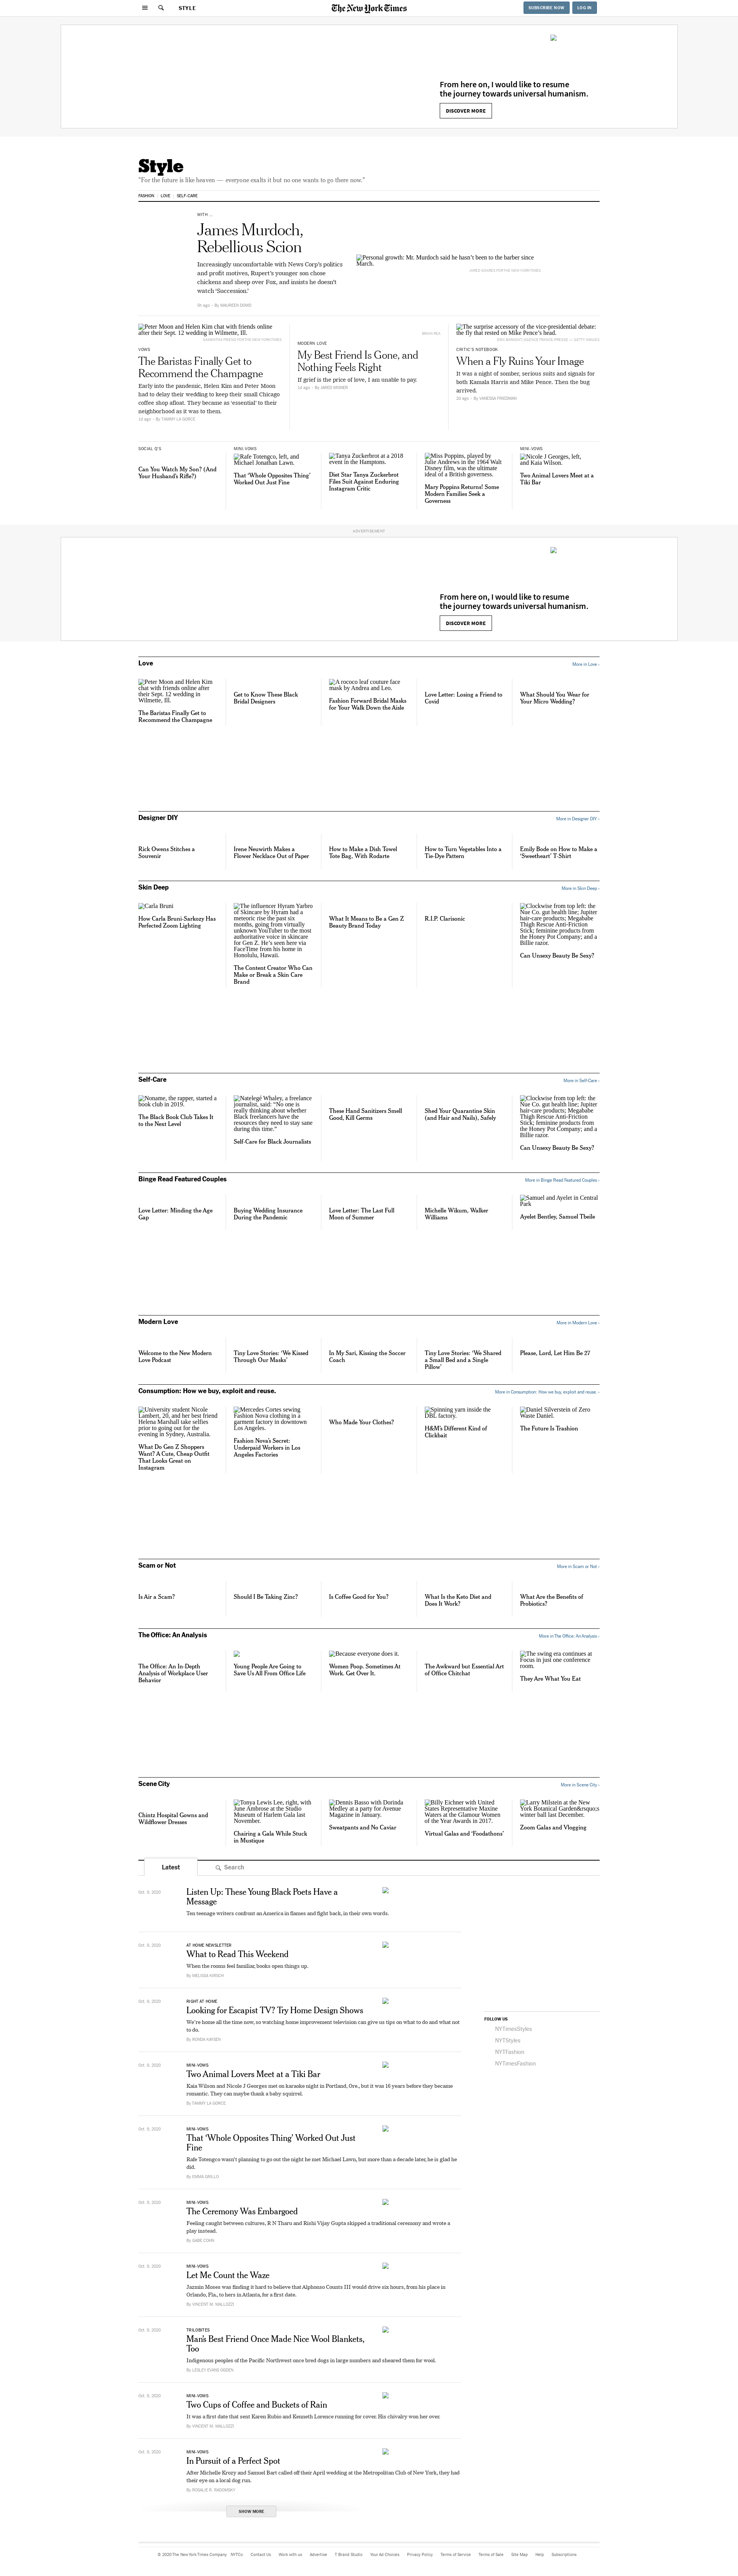 STYLE
The New York Times
SUBSCRIBE NOW
LOG IN
From here on, I would like to resume
the journey towards universal humanism.
DISCOVER MORE
Style
"For the future is like heaven — everyone exalts it but no one wants to go there now."
FASHION
LOVE
SELF-CARE
WITH ...
James Murdoch,
Rebellious Scion
Increasingly uncomfortable with News Corp's politics
and profit motives, Rupert's younger son chose
chickens and sheep over Fox, and insists he doesn't
watch 'Succession.'
5h ago
By MAUREEN DOWD
Personal growth: Mr. Murdoch said he hasn't been to the barber since
March.
Peter Moon and Helen Kim chat with friends online
after their Sept. 12 wedding in Wilmette, Ill.
VOWS
The Baristas Finally Get to
Recommend the Champagne
Early into the pandemic, Helen Kim and Peter Moon
had to delay their wedding to keep their small Chicago
coffee shop afloat. They became as 'essential' to their
neighborhood as it was to them.
1d ago
By TAMMY LA GORCE
MODERN LOVE
My Best Friend Is Gone, and
Nothing Feels Right
If grief is the price of love, I am unable to pay.
2d ago
By JARED MISNER
The surprise accessory of the vice-presidential debate:
the fly that rested on Mike Pence's head.
CRITIC'S NOTEBOOK
When a Fly Ruins Your Image
It was a night of somber, serious suits and signals for
both Kamala Harris and Mike Pence. Then the bug
arrived.
2d ago
By VANESSA FRIEDMAN
SOCIAL Q'S
Can You Watch My Son? (And
Your Husband's Rifle?)
MINI-VOWS
Rafe Totengco, left, and
Michael Jonathan Lawn.
That 'Whole Opposites Thing'
Worked Out Just Fine
Tanya Zuckerbrot at a 2018
event in the Hamptons.
Diet Star Tanya Zuckerbrot
Files Suit Against Enduring
Instagram Critic
Miss Poppins, played by
Julie Andrews in the 1964 Walt
Disney film, was the ultimate
ideal of a British governess.
Mary Poppins Returns! Some
Modern Families Seek a
Governess
MINI-VOWS
Nicole J Georges, left,
and Kaia Wilson.
Two Animal Lovers Meet at a
Tiki Bar
ADVERTISEMENT
From here on, I would like to resume
the journey towards universal humanism.
DISCOVER MORE
Love
More in Love ›
Peter Moon and Helen Kim
chat with friends online after
their Sept. 12 wedding in
Wilmette, Ill.
The Baristas Finally Get to
Recommend the Champagne
Get to Know These Black
Bridal Designers
A rococo leaf couture face
mask by Andrea and Leo.
Fashion Forward Bridal Masks
for Your Walk Down the Aisle
Love Letter: Losing a Friend to
Covid
What Should You Wear for
Your Micro Wedding?
Designer DIY
More in Designer DIY ›
Rick Owens Stitches a
Souvenir
Irene Neuwirth Makes a
Flower Necklace Out of Paper
How to Make a Dish Towel
Tote Bag, With Rodarte
How to Turn Vegetables Into a
Tie-Dye Pattern
Emily Bode on How to Make a
'Sweetheart' T-Shirt
Skin Deep
More in Skin Deep ›
Carla Bruni
How Carla Bruni-Sarkozy Has
Perfected Zoom Lighting
The influencer Hyram Yarbro
of Skincare by Hyram had a
meteoric rise the past six
months, going from virtually
unknown YouTuber to the most
authoritative voice in skincare
for Gen Z. He's seen here via
FaceTime from his home in
Honolulu, Hawaii.
The Content Creator Who Can
Make or Break a Skin Care
Brand
What It Means to Be a Gen Z
Beauty Brand Today
R.I.P. Clarisonic
Clockwise from top left: the
Nue Co. gut health line; Jupiter
hair-care products; Megababe
Thigh Rescue Anti-Friction
Stick; feminine products from
the Honey Pot Company; and a
Billie razor.
Can Unsexy Beauty Be Sexy?
Self-Care
More in Self-Care ›
Noname, the rapper, started a
book club in 2019.
The Black Book Club Takes It
to the Next Level
Natelegé Whaley, a freelance
journalist, said: "No one is
really thinking about whether
Black freelancers have the
resources they need to stay sane
during this time."
Self-Care for Black Journalists
These Hand Sanitizers Smell
Good, Kill Germs
Shed Your Quarantine Skin
(and Hair and Nails), Safely
Clockwise from top left: the
Nue Co. gut health line; Jupiter
hair-care products; Megababe
Thigh Rescue Anti-Friction
Stick; feminine products from
the Honey Pot Company; and a
Billie razor.
Can Unsexy Beauty Be Sexy?
Binge Read Featured Couples
More in Binge Read Featured Couples ›
Love Letter: Minding the Age
Gap
Buying Wedding Insurance
During the Pandemic
Love Letter: The Last Full
Moon of Summer
Michelle Wikum, Walker
Williams
Samuel and Ayelet in Central
Park
Ayelet Bentley, Samuel Theile
Modern Love
More in Modern Love ›
Welcome to the New Modern
Love Podcast
Tiny Love Stories: 'We Kissed
Through Our Masks'
In My Sari, Kissing the Soccer
Coach
Tiny Love Stories: 'We Shared
a Small Bed and a Single
Pillow'
Please, Lord, Let Him Be 27
Consumption: How we buy, exploit and reuse.
More in Consumption: How we buy, exploit and reuse. ›
University student Nicole
Lambert, 20, and her best friend
Helena Marshall take selfies
prior to going out for the
evening in Sydney, Australia.
What Do Gen Z Shoppers
Want? A Cute, Cheap Outfit
That Looks Great on
Instagram
Mercedes Cortes sewing
Fashion Nova clothing in a
garment factory in downtown
Los Angeles.
Fashion Nova's Secret:
Underpaid Workers in Los
Angeles Factories
Who Made Your Clothes?
Spinning yarn inside the
DBL factory.
H&M's Different Kind of
Clickbait
Daniel Silverstein of Zero
Waste Daniel.
The Future Is Trashion
Scam or Not
More in Scam or Not ›
Is Air a Scam?
Should I Be Taking Zinc?
Is Coffee Good for You?
What Is the Keto Diet and
Does It Work?
What Are the Benefits of
Probiotics?
The Office: An Analysis
More in The Office: An Analysis ›
The Office: An In-Depth
Analysis of Workplace User
Behavior
Young People Are Going to
Save Us All From Office Life
Because everyone does it.
Women Poop. Sometimes At
Work. Get Over It.
The Awkward but Essential Art
of Office Chitchat
The swing era continues at
Focus in just one conference
room.
They Are What You Eat
Scene City
More in Scene City ›
Chintz Hospital Gowns and
Wildflower Dresses
Tonya Lewis Lee, right, with
June Ambrose at the Studio
Museum of Harlem Gala last
November.
Chairing a Gala While Stuck
in Mustique
Dennis Basso with Dorinda
Medley at a party for Avenue
Magazine in January.
Sweatpants and No Caviar
Billy Eichner with United
States Representative Maxine
Waters at the Glamour Women
of the Year Awards in 2017.
Virtual Galas and 'Foodathons'
Larry Milstein at the New
York Botanical Garden&rsquo;s
winter ball last December.
Zoom Galas and Vlogging
Latest
Search
Oct. 9, 2020
Listen Up: These Young Black Poets Have a
Message
Ten teenage writers confront an America in flames and fight back, in their own words.
Oct. 9, 2020
AT HOME NEWSLETTER
What to Read This Weekend
When the rooms feel familiar, books open things up.
By MELISSA KIRSCH
Oct. 9, 2020
RIGHT AT HOME
Looking for Escapist TV? Try Home Design Shows
We're home all the time now, so watching home improvement television can give us tips on what to do and what not
to do.
By RONDA KAYSEN
Oct. 9, 2020
MINI-VOWS
Two Animal Lovers Meet at a Tiki Bar
Kaia Wilson and Nicole J Georges met on karaoke night in Portland, Ore., but it was 16 years before they became
romantic. They can maybe thank a baby squirrel.
By TAMMY LA GORCE
Oct. 9, 2020
MINI-VOWS
That 'Whole Opposites Thing' Worked Out Just
Fine
Rafe Totengco wasn't planning to go out the night he met Michael Lawn, but more than a decade later, he is glad he
did.
Oct. 9, 2020
MINI-VOWS
The Ceremony Was Embargoed
Feeling caught between cultures, R N Tharu and Rishi Vijay Gupta skipped a traditional ceremony and wrote a
play instead.
By GABE COHN
Oct. 9, 2020
MINI-VOWS
Let Me Count the Waze
Jazmin Moses was finding it hard to believe that Alphonso Counts III would drive six hours, from his place in
Orlando, Fla., to hers in Atlanta, for a first date.
By VINCENT M. MALLOZZI
Oct. 9, 2020
TRILOBITES
Man's Best Friend Once Made Nice Wool Blankets,
Too
Indigenous peoples of the Pacific Northwest once bred dogs in large numbers and sheared them for wool.
By LESLEY EVANS OGDEN
Oct. 9, 2020
MINI-VOWS
Two Cups of Coffee and Buckets of Rain
It was a first date that sent Karen Rubio and Kenneth Lorence running for cover. His chivalry won her over.
By VINCENT M. MALLOZZI
Oct. 9, 2020
MINI-VOWS
In Pursuit of a Perfect Spot
After Michelle Krozy and Samuel Bart called off their April wedding at the Metropolitan Club of New York, they had
their eye on a local dog run.
By ROSALIE R. RADOMSKY
SHOW MORE
FOLLOW US
NYTimesStyles
NYTStyles
NYTFashion
NYTimesFashion
© 2020 The New York Times Company
NYTCo
Contact Us
Work with us
Advertise
T Brand Studio
Your Ad Choices
Privacy Policy
Terms of Service
Terms of Sale
Site Map
Help
Subscriptions